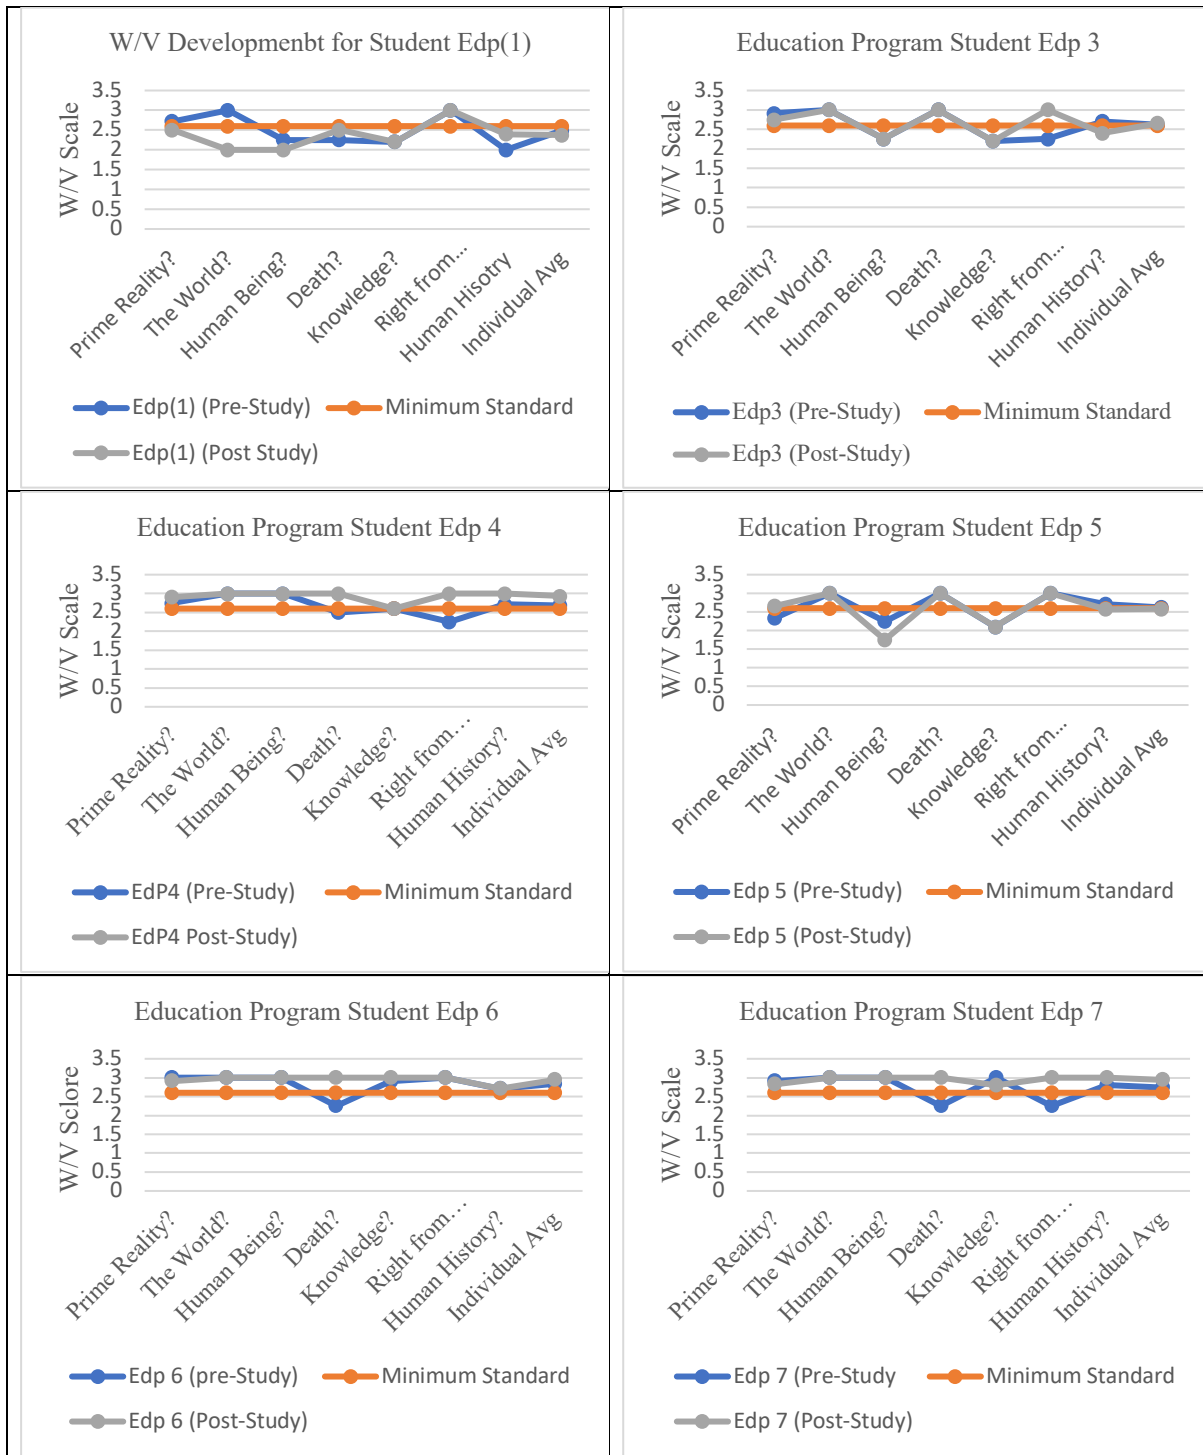 W/V Developmenbt for Student Edp(1)
W/V Scale
3.5
3
2.5
2
1.5
1
0.5
0
Prime Reality?
The World?
Human Being?
Death?
Knowledge?
Right from…
Human Hisotry
Individual Avg
Edp(1) (Pre-Study)
Minimum Standard
Edp(1) (Post Study)
Education Program Student Edp 3
W/V Scale
3.5
3
2.5
2
1.5
1
0.5
0
Prime Reality?
The World?
Human Being?
Death?
Knowledge?
Right from…
Human History?
Individual Avg
Edp3 (Pre-Study)
Minimum Standard
Edp3 (Post-Study)
Education Program Student Edp 4
W/V Scale
3.5
3
2.5
2
1.5
1
0.5
0
Prime Reality?
The World?
Human Being?
Death?
Knowledge?
Right from…
Human History?
Individual Avg
EdP4 (Pre-Study)
Minimum Standard
EdP4 Post-Study)
Education Program Student Edp 5
W/V Scale
3.5
3
2.5
2
1.5
1
0.5
0
Prime Reality?
The World?
Human Being?
Death?
Knowledge?
Right from…
Human History?
Individual Avg
Edp 5 (Pre-Study)
Minimum Standard
Edp 5 (Post-Study)
Education Program Student Edp 6
W/V Sclore
3.5
3
2.5
2
1.5
1
0.5
0
Prime Reality?
The World?
Human Being?
Death?
Knowledge?
Right from…
Human History?
Individual Avg
Edp 6 (pre-Study)
Minimum Standard
Edp 6 (Post-Study)
Education Program Student Edp 7
W/V Scale
3.5
3
2.5
2
1.5
1
0.5
0
Prime Reality?
The World?
Human Being?
Death?
Knowledge?
Right from…
Human History?
Individual Avg
Edp 7 (Pre-Study
Minimum Standard
Edp 7 (Post-Study)